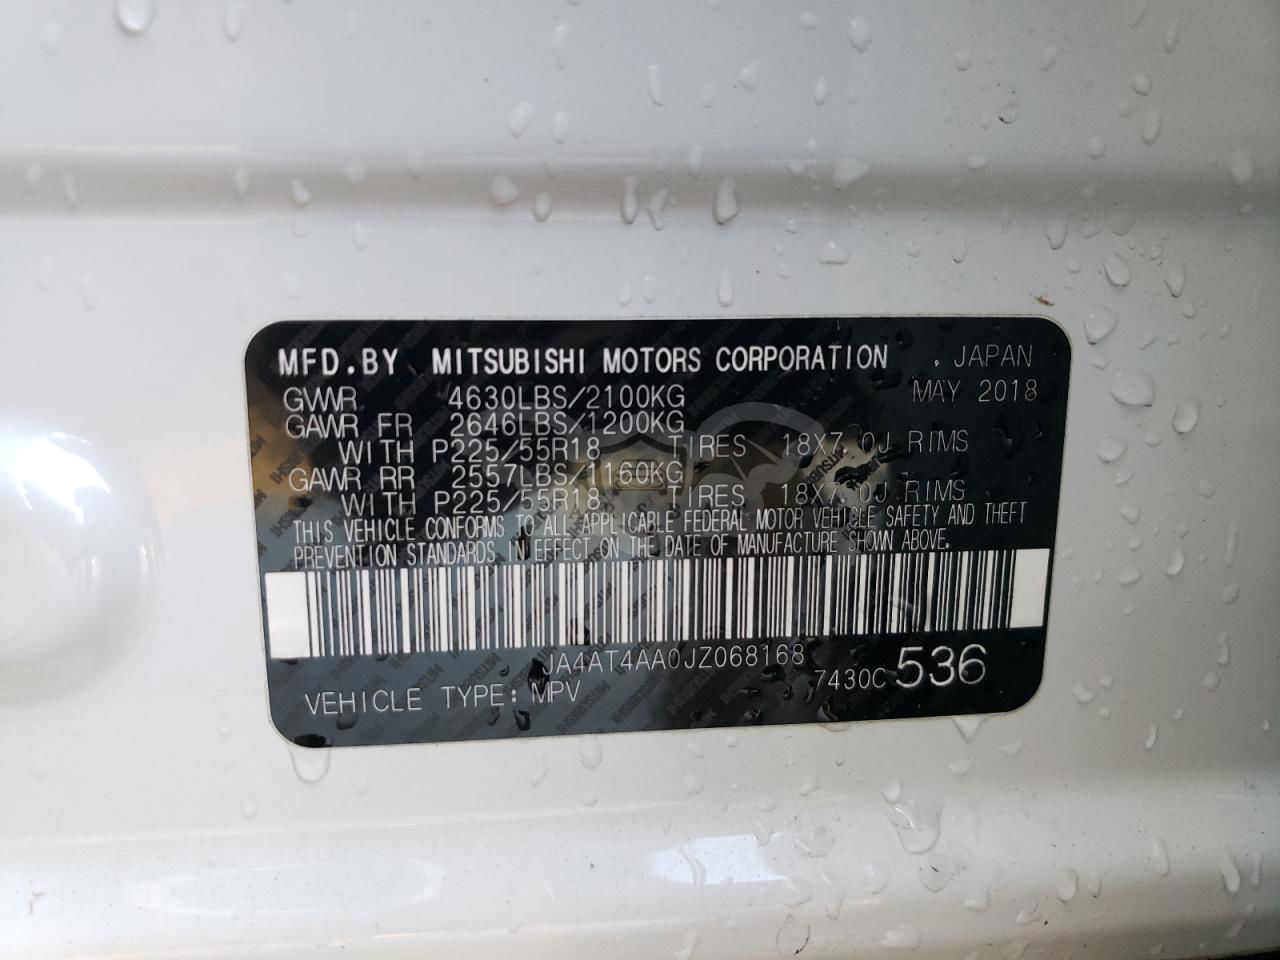 MFD.BY MITSUBISHI MOTORS CORPORATION , JAPAN
GVWR 4630LBS/2100KG MAY 2018
GAWR FR 2646LBS/1200KG
WITH P225/55R18 TIRES 18X7.0J RIMS
GAWR RR 2557LBS/1160KG
WITH P225/55R18 TIRES 18X7.0J RIMS
THIS VEHICLE CONFORMS TO ALL APPLICABLE FEDERAL MOTOR VEHICLE SAFETY AND THEFT
PREVENTION STANDARDS IN EFFECT ON THE DATE OF MANUFACTURE SHOWN ABOVE.
JA4AT4AA0JZ068168
VEHICLE TYPE: MPV 7430C 536